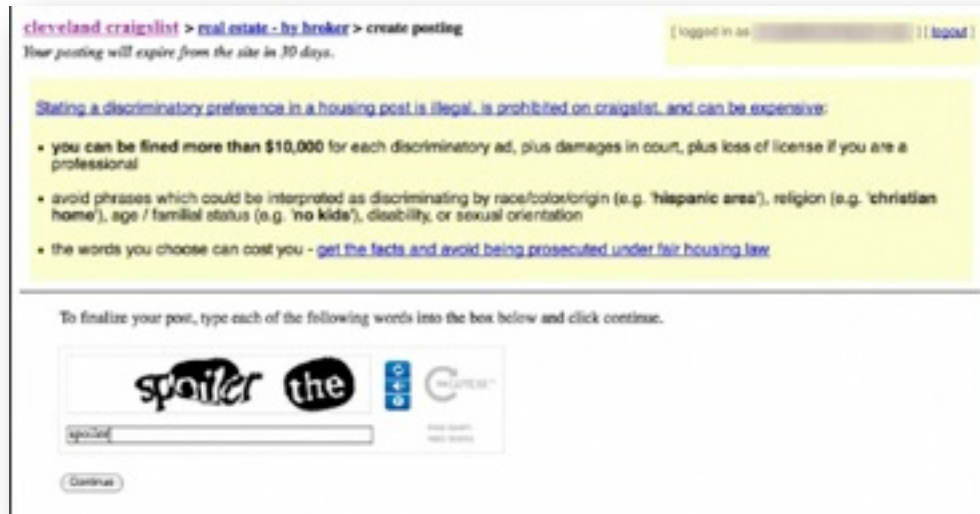 cleveland craigslist > real estate - by broker > create posting
[ logged in as ] [ logout ]
Your posting will expire from the site in 30 days.
Stating a discriminatory preference in a housing post is illegal, is prohibited on craigslist, and can be expensive:
• you can be fined more than $10,000 for each discriminatory ad, plus damages in court, plus loss of license if you are a
professional
• avoid phrases which could be interpreted as discriminating by race/color/origin (e.g. 'hispanic area'), religion (e.g. 'christian
home'), age / familial status (e.g. 'no kids'), disability, or sexual orientation
• the words you choose can cost you - get the facts and avoid being prosecuted under fair housing law
To finalize your post, type each of the following words into the box below and click continue.
spoiler the
spoiler
Continue